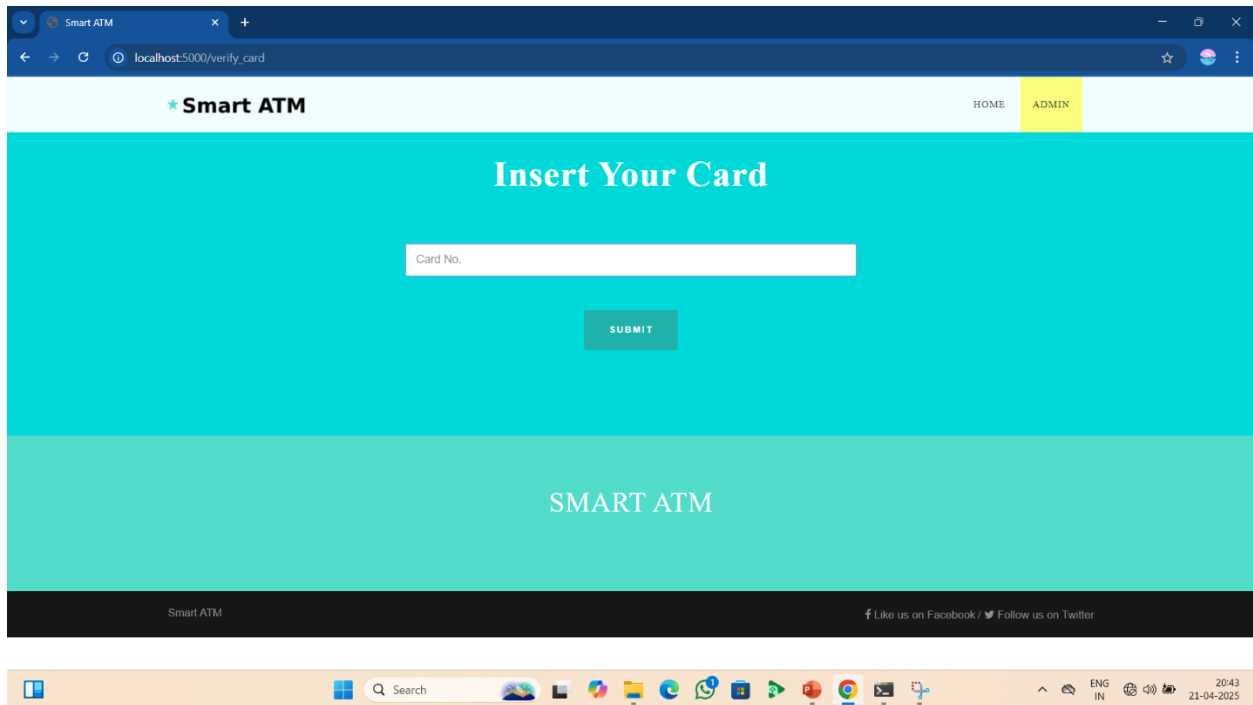 Smart ATM
localhost:5000/verify_card
Smart ATM
HOME
ADMIN
Insert Your Card
Card No.
SUBMIT
SMART ATM
Smart ATM
Like us on Facebook / Follow us on Twitter
Search
ENG
IN
20:43
21-04-2025